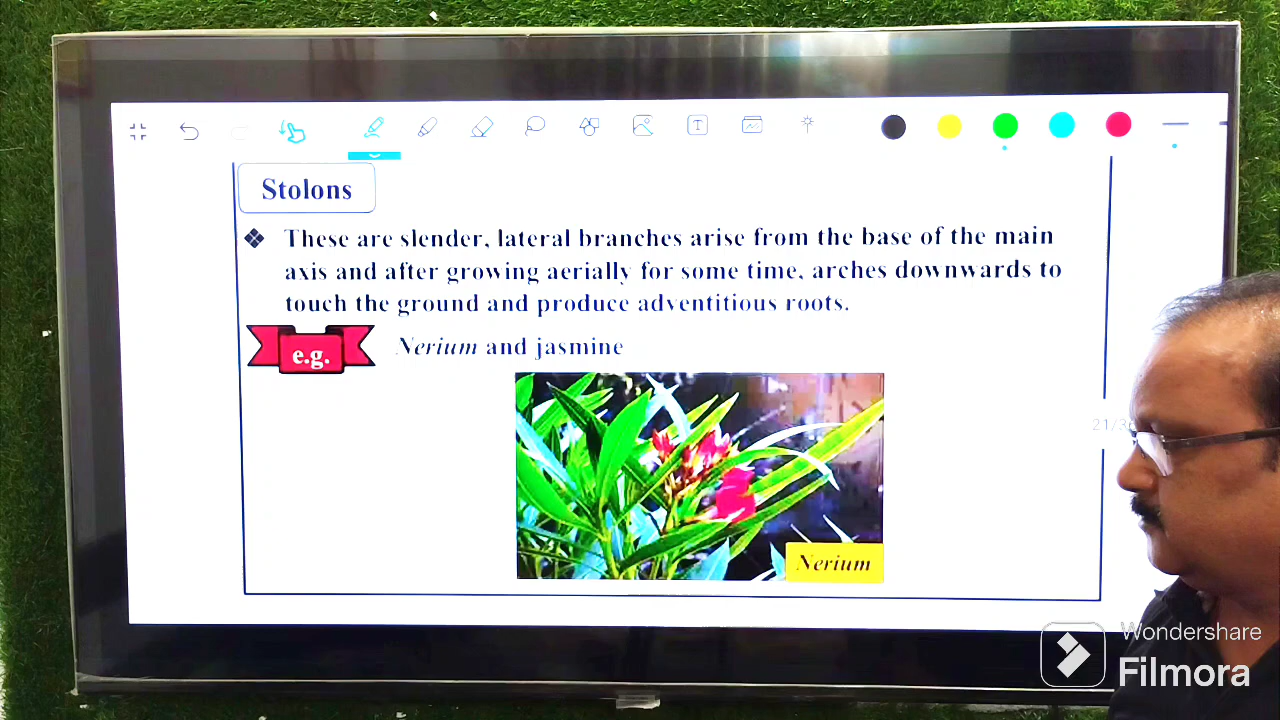 Stolons
These are slender, lateral branches arise from the base of the main
axis and after growing aerially for some time, arches downwards to
touch the ground and produce adventitious roots.
e.g. Nerium and jasmine
Nerium
Wondershare
Filmora